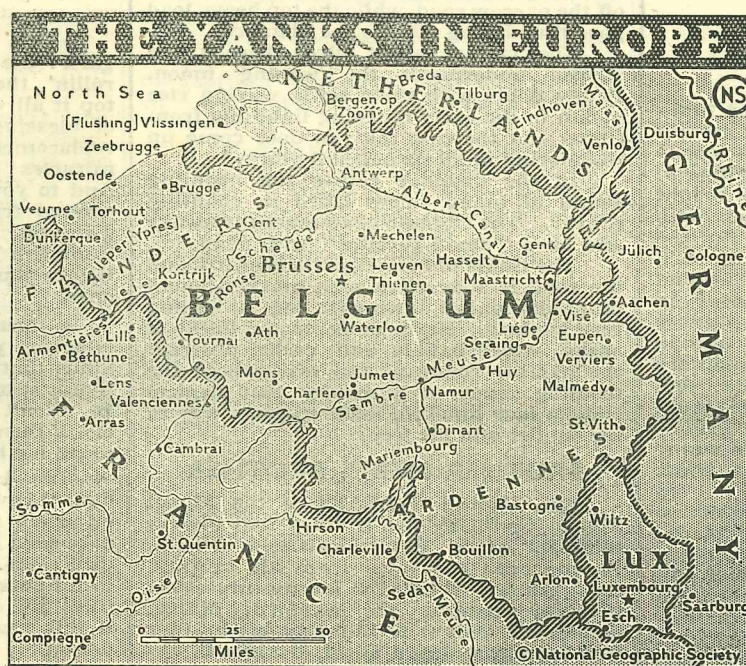 THE YANKS IN EUROPE
NETHERLANDS
North Sea
Breda
Tilburg
Bergen op
Zoom
Eindhoven
Maas
NS
[Flushing] Vlissingen
Zeebrugge
Venlo
Duisburg
Rhine
Oostende
Brugge
Antwerp
Albert Canal
GERMANY
Veurne
Torhout
Dunkerque
Ieper [Ypres]
FLANDERS
Gent
Schelde
Mechelen
Genk
Hasselt
Jülich
Cologne
Leie
Kortrijk
Ronse
Brussels
Leuven
Thienen
Maastricht
BELGIUM
Aachen
Armentières
Lille
Tournai
Ath
Waterloo
Visé
Liége
Eupen
Seraing
Béthune
Lens
Mons
Jumet
Charleroi
Sambre
Meuse
Namur
Huy
Verviers
Malmédy
Valenciennes
Arras
FRANCE
Dinant
St.Vith
Cambrai
Mariembourg
ARDENNES
Somme
Bastogne
Wiltz
Hirson
St.Quentin
Charleville
Bouillon
LUX.
Cantigny
Oise
Sedan
Meuse
Arlon
Luxembourg
Saarburg
Esch
Compiègne
0 25 50
Miles
© National Geographic Society